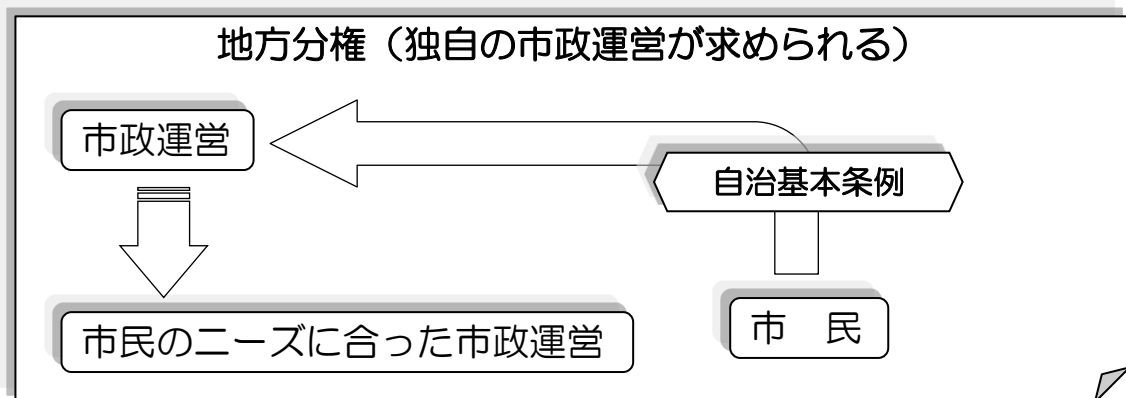 地方分権（独自の市政運営が求められる）
市政運営
自治基本条例
市民のニーズに合った市政運営
市　民